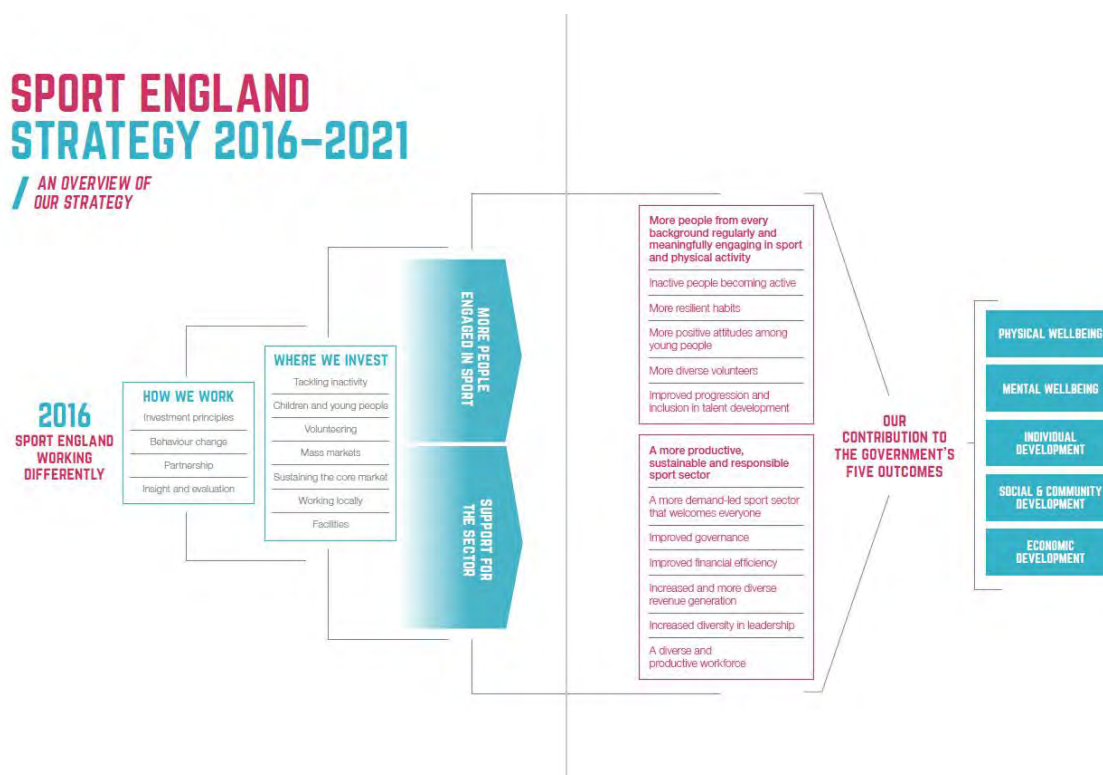 SPORT ENGLAND
STRATEGY 2016–2021
/ AN OVERVIEW OF
OUR STRATEGY
2016
SPORT ENGLAND
WORKING
DIFFERENTLY
HOW WE WORK
Investment principles
Behaviour change
Partnership
Insight and evaluation
WHERE WE INVEST
Tackling inactivity
Children and young people
Volunteering
Mass markets
Sustaining the core market
Working locally
Facilities
MORE PEOPLE
ENGAGED IN SPORT
SUPPORT FOR
THE SECTOR
More people from every
background regularly and
meaningfully engaging in sport
and physical activity
Inactive people becoming active
More resilient habits
More positive attitudes among
young people
More diverse volunteers
Improved progression and
inclusion in talent development
A more productive,
sustainable and responsible
sport sector
A more demand-led sport sector
that welcomes everyone
Improved governance
Improved financial efficiency
Increased and more diverse
revenue generation
Increased diversity in leadership
A diverse and
productive workforce
OUR
CONTRIBUTION TO
THE GOVERNMENT'S
FIVE OUTCOMES
PHYSICAL WELLBEING
MENTAL WELLBEING
INDIVIDUAL
DEVELOPMENT
SOCIAL & COMMUNITY
DEVELOPMENT
ECONOMIC
DEVELOPMENT